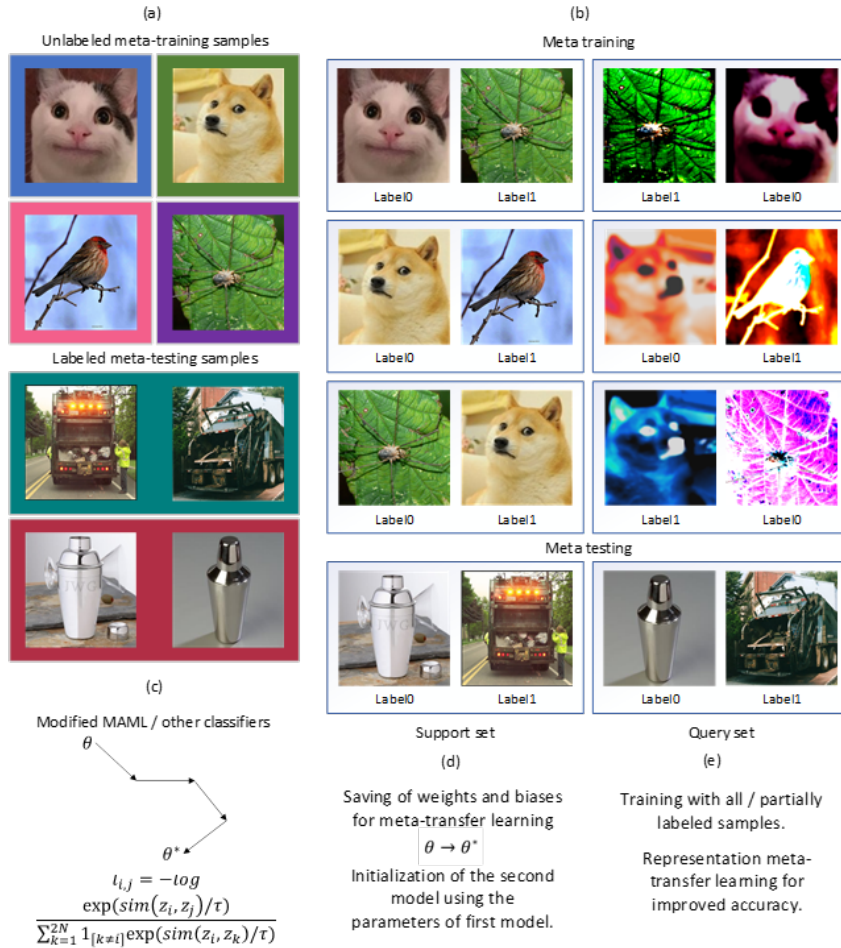 (a)
Unlabeled meta-training samples
Labeled meta-testing samples
(b)
Meta training
Label0
Label1
Label1
Label0
Label0
Label1
Label0
Label1
Label0
Label1
Label1
Label0
Meta testing
Label0
Label1
Label0
Label1
Support set
Query set
(c)
Modified MAML / other classifiers
θ
θ*
ι_{i,j} = −log
exp(sim(z_i, z_j)/τ)
∑_{k=1}^{2N} 1_{[k≠i]}exp(sim(z_i, z_k)/τ)
(d)
Saving of weights and biases
for meta-transfer learning
θ → θ*
Initialization of the second
model using the
parameters of first model.
(e)
Training with all / partially
labeled samples.
Representation meta-
transfer learning for
improved accuracy.